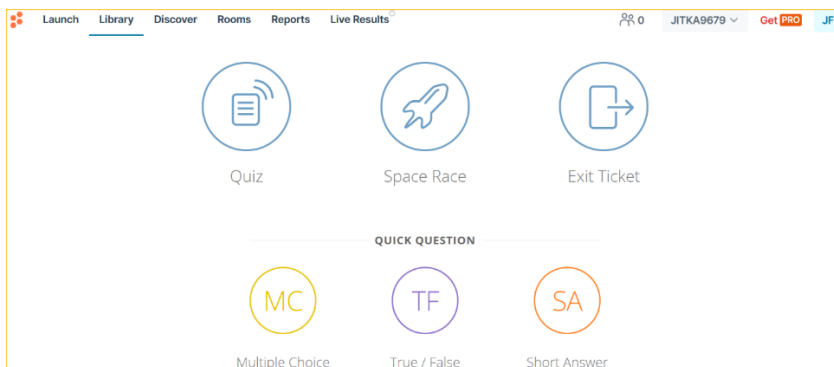 Launch Library Discover Rooms Reports Live Results 0 JITKA9679 Get PRO JF
Quiz Space Race Exit Ticket
QUICK QUESTION
MC TF SA
Multiple Choice True / False Short Answer